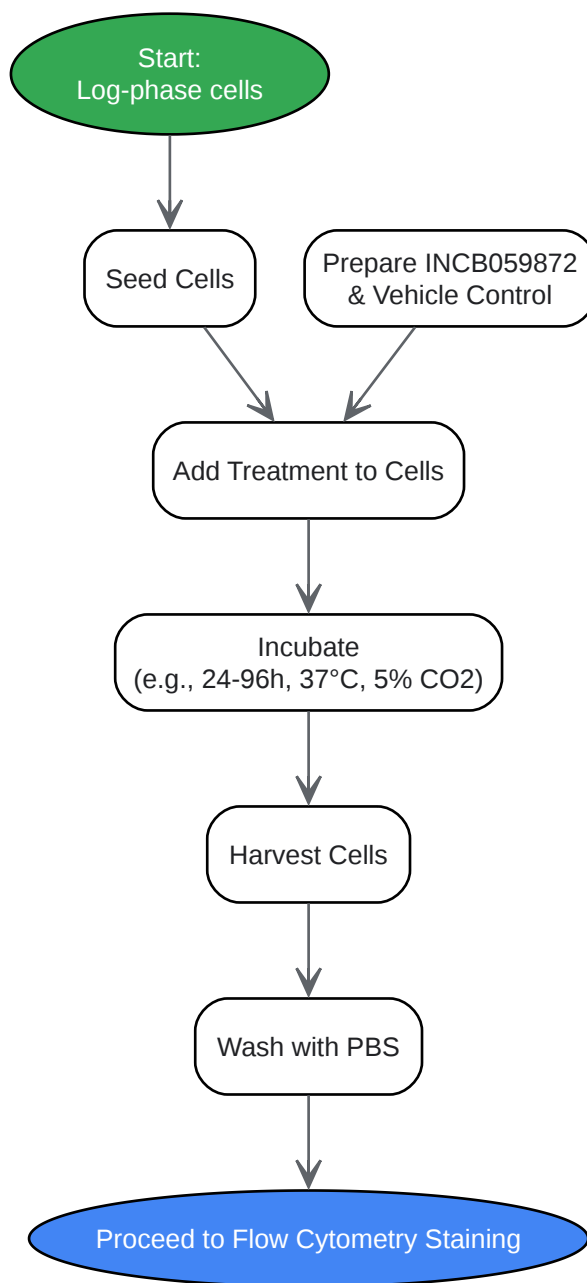 Start:
Log-phase cells
Seed Cells
Prepare INCB059872
& Vehicle Control
Add Treatment to Cells
Incubate
(e.g., 24-96h, 37°C, 5% CO2)
Harvest Cells
Wash with PBS
Proceed to Flow Cytometry Staining